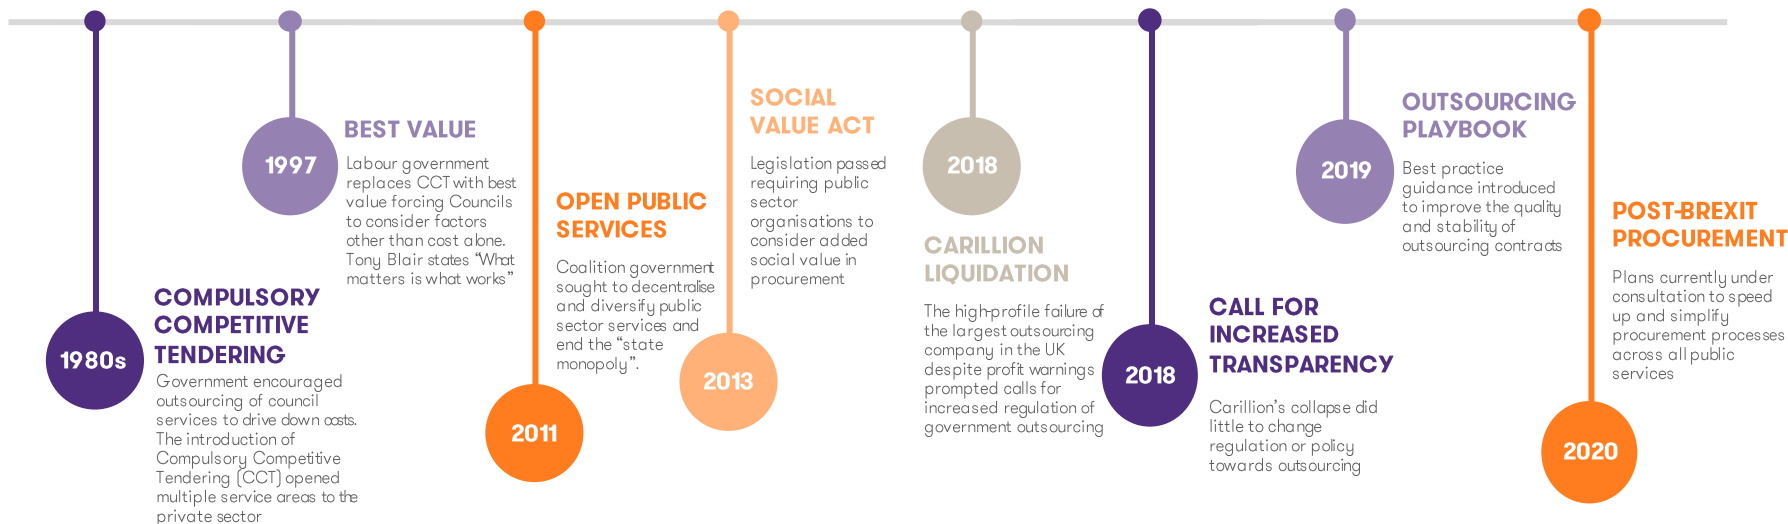 1980s
COMPULSORY
COMPETITIVE
TENDERING
Government encouraged
outsourcing of council
services to drive down costs.
The introduction of
Compulsory Competitive
Tendering (CCT) opened
multiple service areas to the
private sector
1997
BEST VALUE
Labour government
replaces CCT with best
value forcing Councils
to consider factors
other than cost alone.
Tony Blair states “What
matters is what works”
2011
OPEN PUBLIC
SERVICES
Coalition government
sought to decentralise
and diversify public
sector services and
end the “state
monopoly”.
2013
SOCIAL
VALUE ACT
Legislation passed
requiring public
sector
organisations to
consider added
social value in
procurement
2018
CARILLION
LIQUIDATION
The high-profile failure of
the largest outsourcing
company in the UK
despite profit warnings
prompted calls for
increased regulation of
government outsourcing
2018
CALL FOR
INCREASED
TRANSPARENCY
Carillion’s collapse did
little to change
regulation or policy
towards outsourcing
2019
OUTSOURCING
PLAYBOOK
Best practice
guidance introduced
to improve the quality
and stability of
outsourcing contracts
2020
POST-BREXIT
PROCUREMENT
Plans currently under
consultation to speed
up and simplify
procurement processes
across all public
services